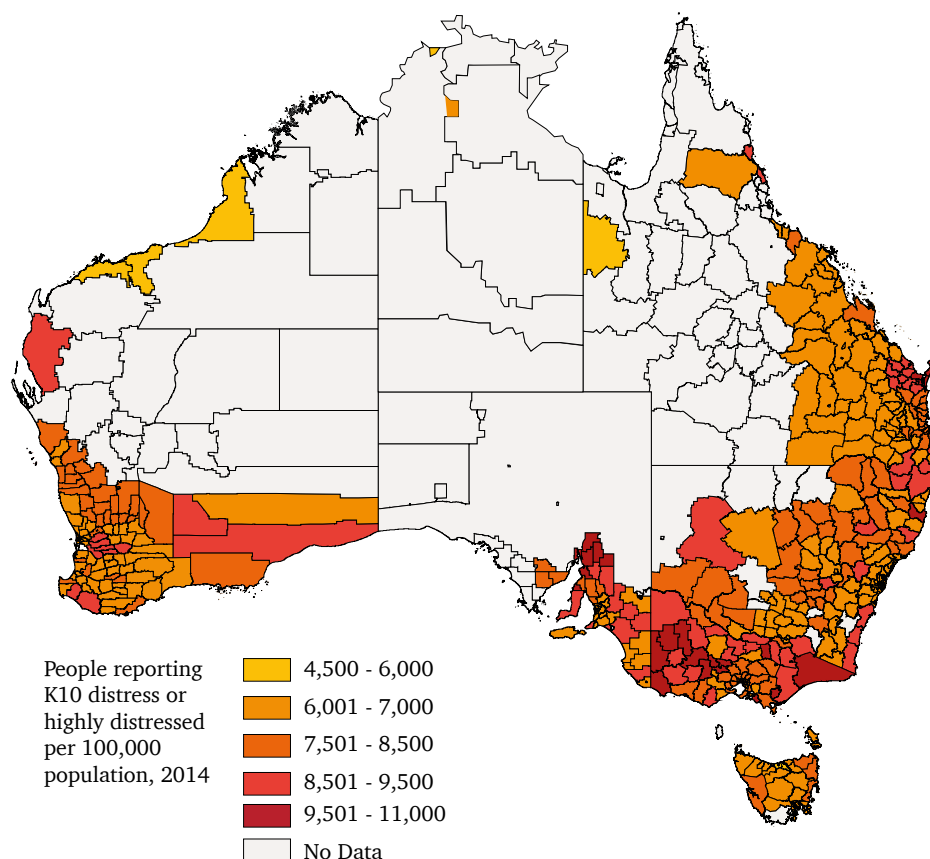 People reporting
K10 distress or
highly distressed
per 100,000
population, 2014
4,500 - 6,000
6,001 - 7,000
7,501 - 8,500
8,501 - 9,500
9,501 - 11,000
No Data